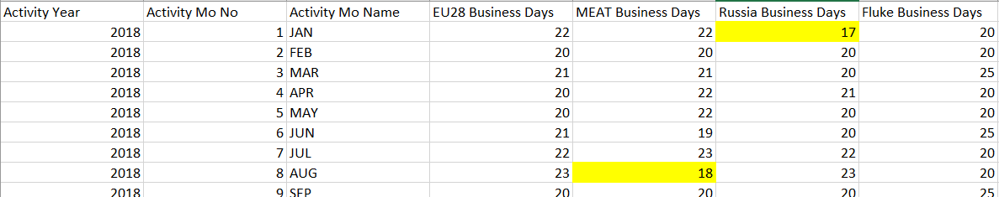 Activity Year Activity Mo No Activity Mo Name EU28 Business Days MEAT Business Days Russia Business Days Fluke Business Days
2018 1 JAN 22 22 17 20
2018 2 FEB 20 20 20 20
2018 3 MAR 21 21 20 25
2018 4 APR 20 22 21 20
2018 5 MAY 20 22 20 20
2018 6 JUN 21 19 20 25
2018 7 JUL 22 23 22 20
2018 8 AUG 23 18 23 20
2018 9 SEP 20 20 20 25